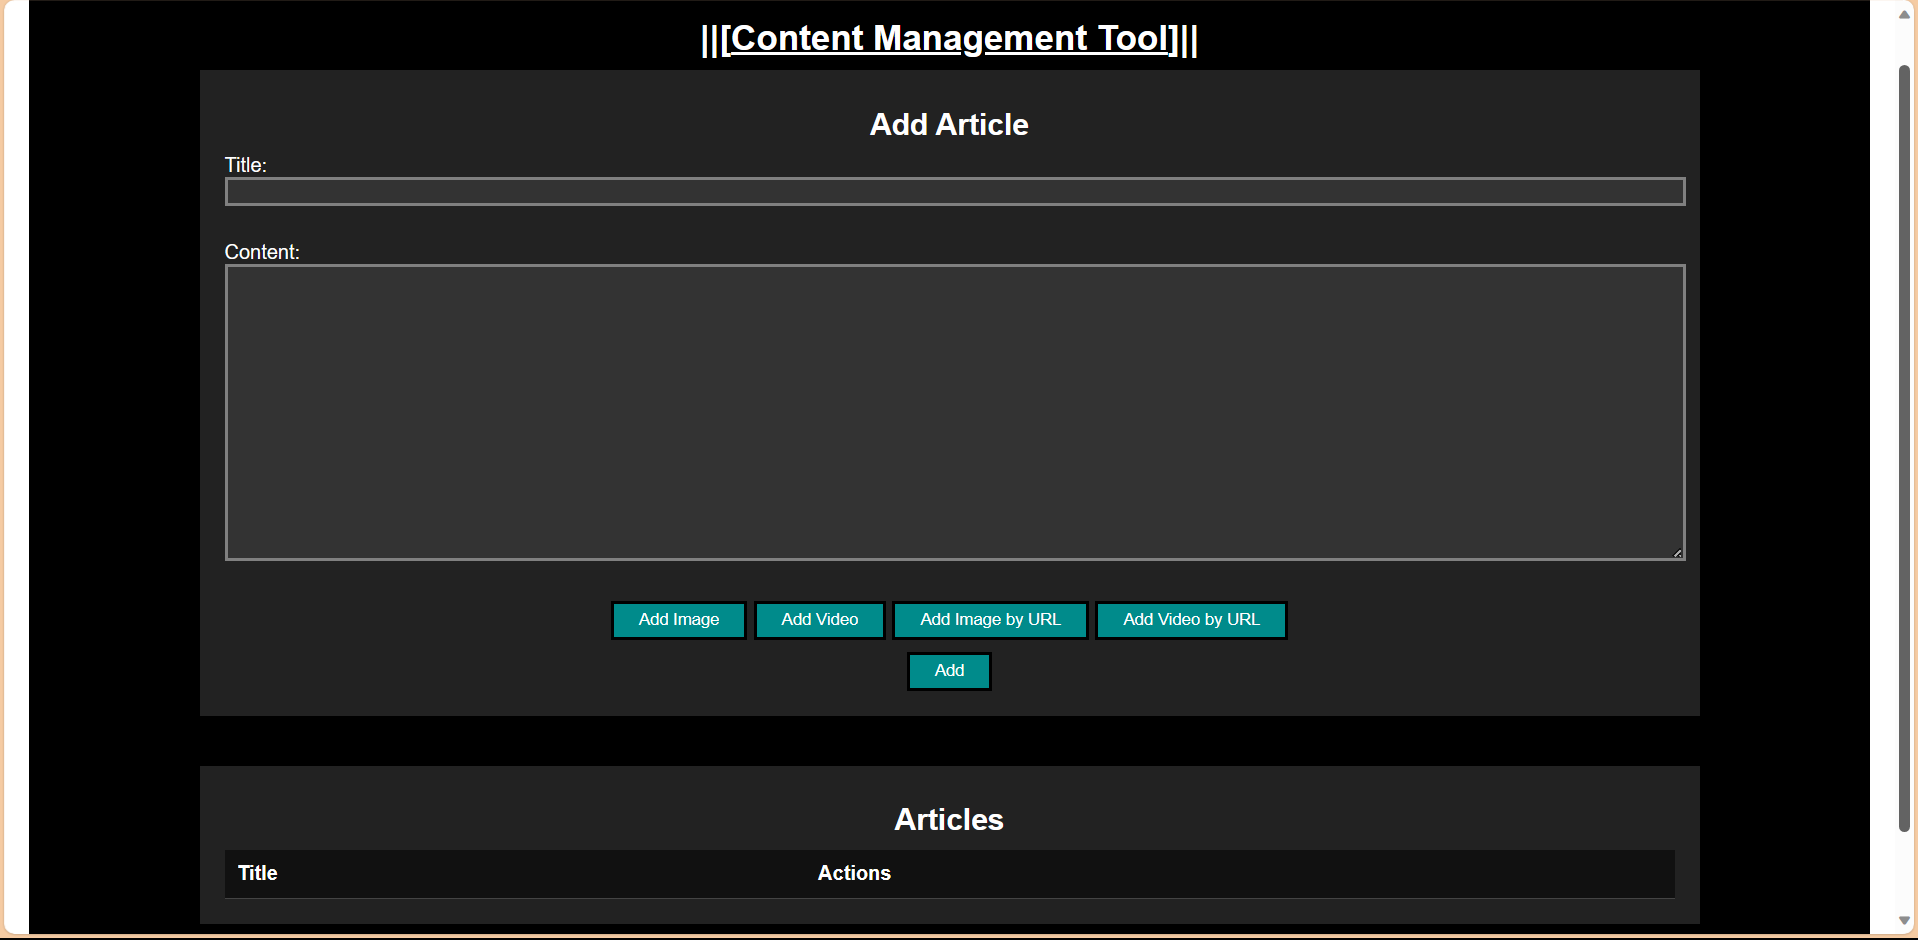 ||[Content Management Tool]||
Add Article
Title:
Content:
Add Image Add Video Add Image by URL Add Video by URL
Add
Articles
Title Actions